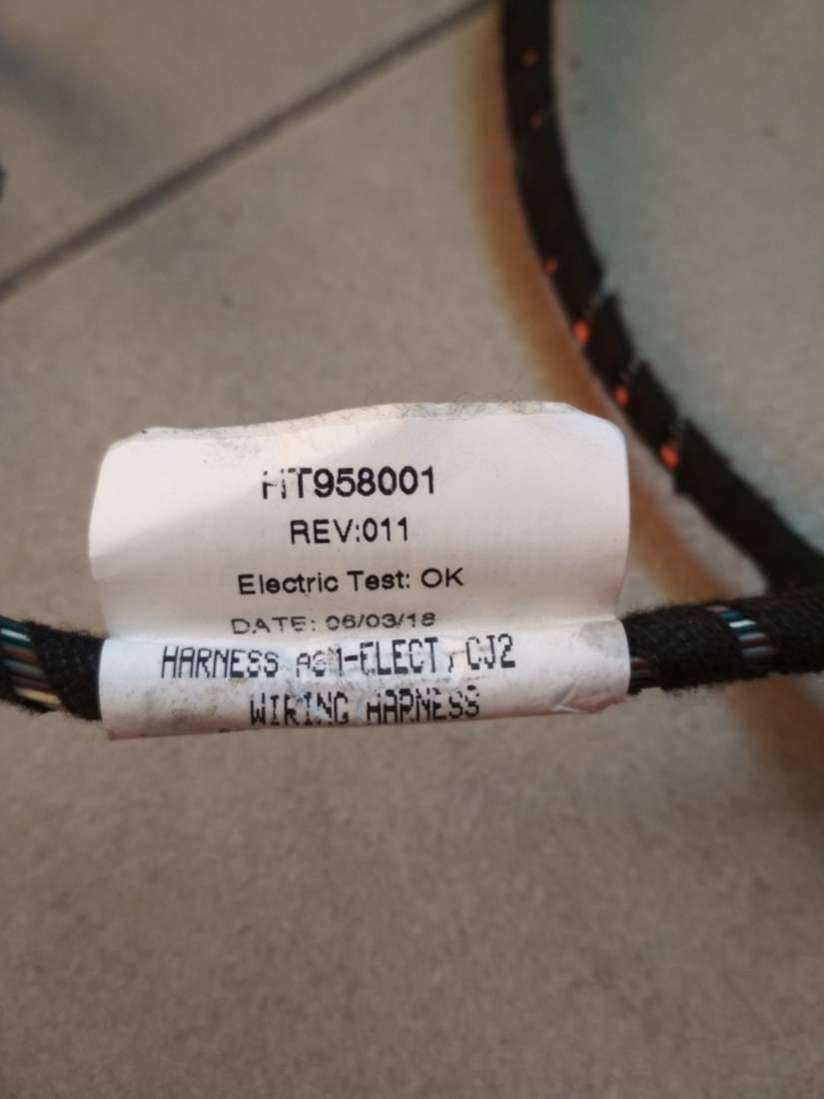 HT958001
REV:011
Electric Test: OK
DATE: 06/03/18
HARNESS ASM-ELECT, CJ2
WIRING HARNESS